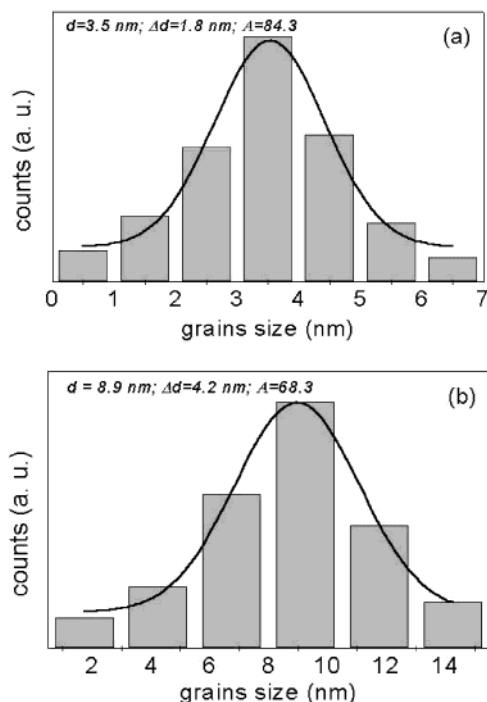 d=3.5 nm; Δd=1.8 nm; A=84.3
(a)
counts (a. u.)
0 1 2 3 4 5 6 7
grains size (nm)
d = 8.9 nm; Δd=4.2 nm; A=68.3
(b)
counts (a. u.)
2 4 6 8 10 12 14
grains size (nm)